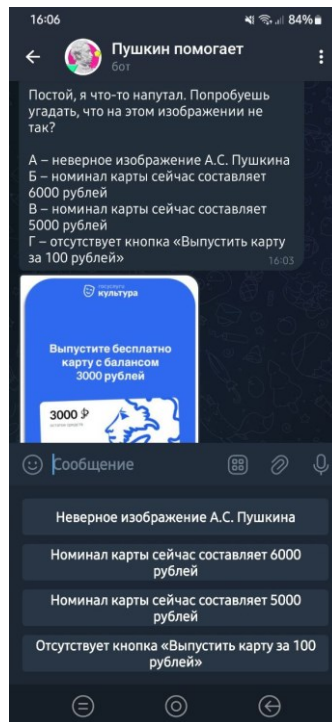 16:06
84%
Пушкин помогает
бот
Постой, я что-то напутал. Попробуешь
угадать, что на этом изображении не
так?
А – неверное изображение А.С. Пушкина
Б – номинал карты сейчас составляет
6000 рублей
В – номинал карты сейчас составляет
5000 рублей
Г – отсутствует кнопка «Выпустить карту
за 100 рублей»
16:03
госуслуги
культура
Выпустите бесплатно
карту с балансом
3000 рублей
3000 ₽
Сообщение
Неверное изображение А.С. Пушкина
Номинал карты сейчас составляет 6000
рублей
Номинал карты сейчас составляет 5000
рублей
Отсутствует кнопка «Выпустить карту за 100
рублей»